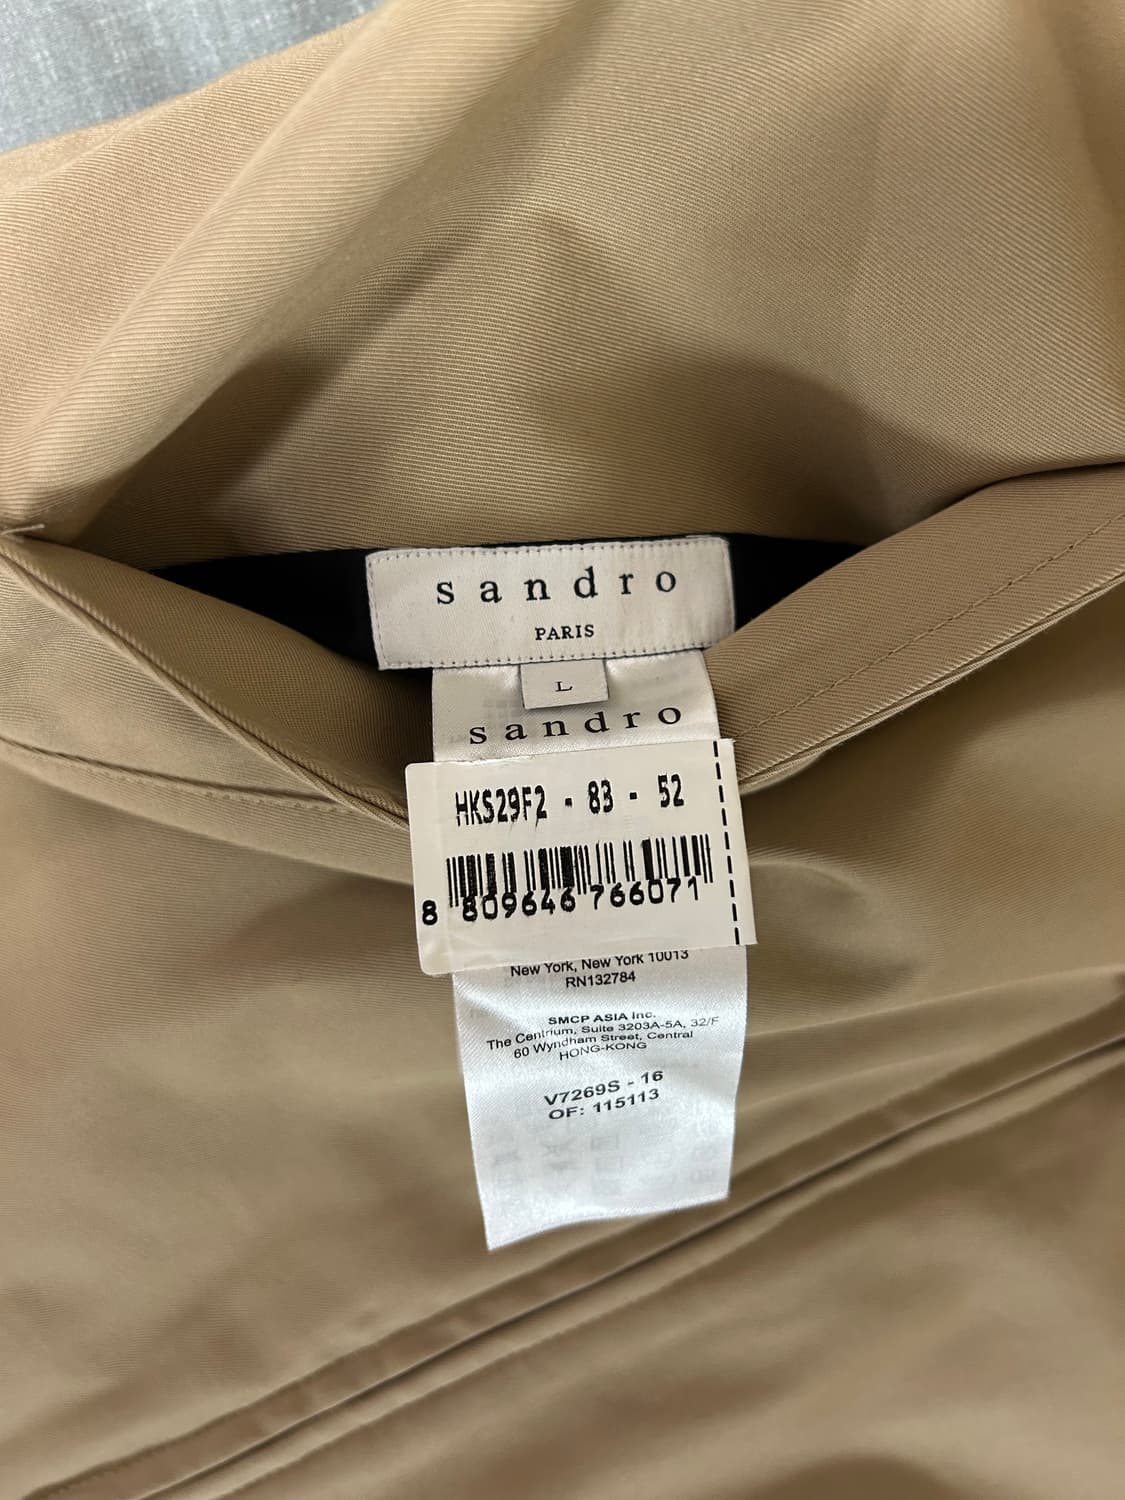 sandro
PARIS
L
sandro
HKS29F2 - 83 - 52
8 809646 766071
New York, New York 10013
RN132784
SMCP ASIA Inc.
The Centrium, Suite 3203A-5A, 32/F
60 Wyndham Street, Central
HONG-KONG
V7269S - 16
OF: 115113